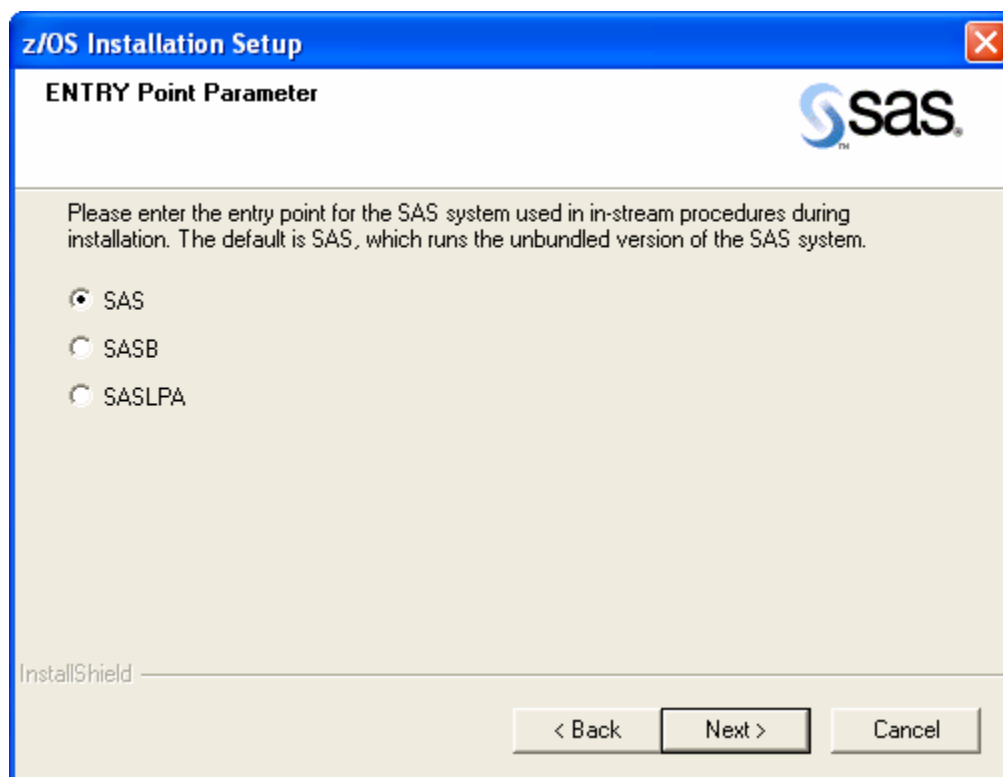 z/OS Installation Setup
ENTRY Point Parameter
sas®
TM
Please enter the entry point for the SAS system used in in-stream procedures during
installation. The default is SAS, which runs the unbundled version of the SAS system.
SAS
SASB
SASLPA
InstallShield
< Back Next > Cancel